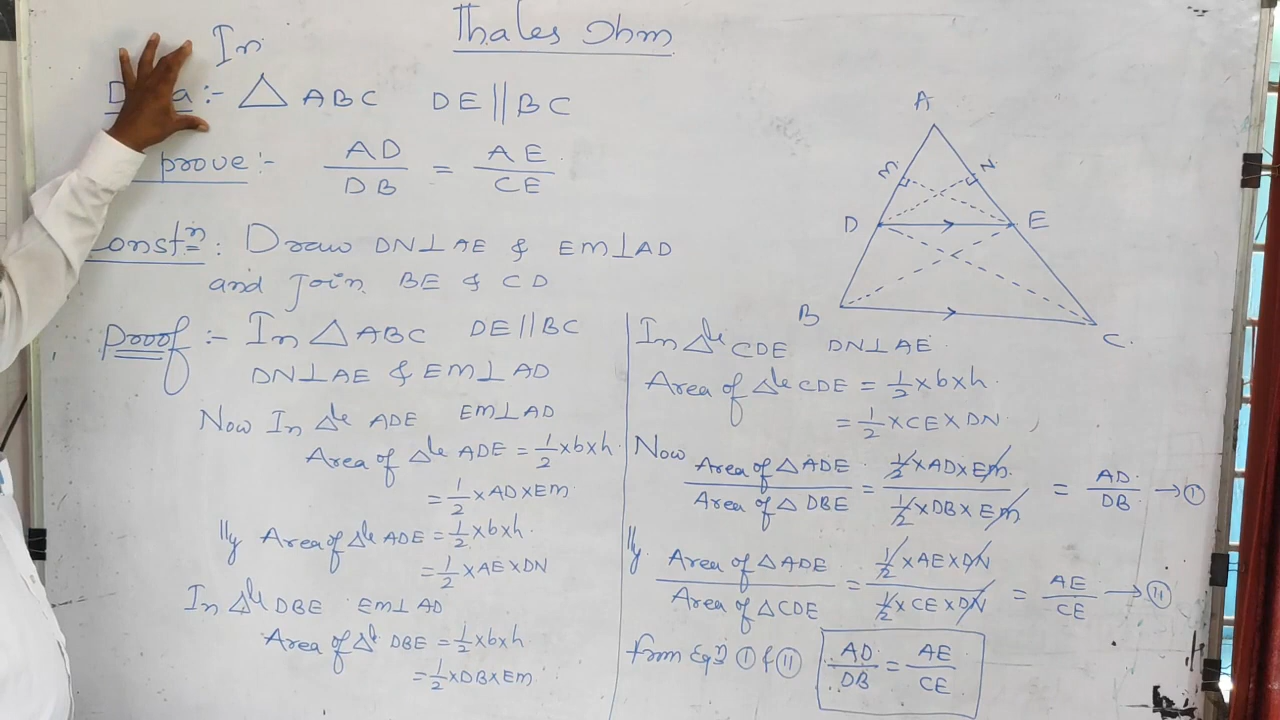 Thales Ohm
In
△ ABC DE||BC
prove:- AD/DB = AE/CE
Const=n: Draw DN⊥AE & EM⊥AD
and Join BE & CD
Proof:- In △ABC DE||BC
DN⊥AE & EM⊥AD
Now In △le ADE EM⊥AD
Area of △le ADE = 1/2 ×b×h
= 1/2 ×AD×EM
||y Area of △le ADE = 1/2 ×b×h
= 1/2 ×AE×DN
In △le DBE EM⊥AD
Area of △le DBE = 1/2 ×b×h
= 1/2 ×DB×EM
A
M N
D E
B C
In △le CDE DN⊥AE
Area of △le CDE = 1/2 ×b×h
= 1/2 ×CE×DN
Now Area of △ADE / Area of △DBE = 1/2 ×AD×EM / 1/2 ×DB×EM = AD/DB → I
||y Area of △ADE / Area of △CDE = 1/2 ×AE×DN / 1/2 ×CE×DN = AE/CE → II
from Eqn I & II AD/DB = AE/CE